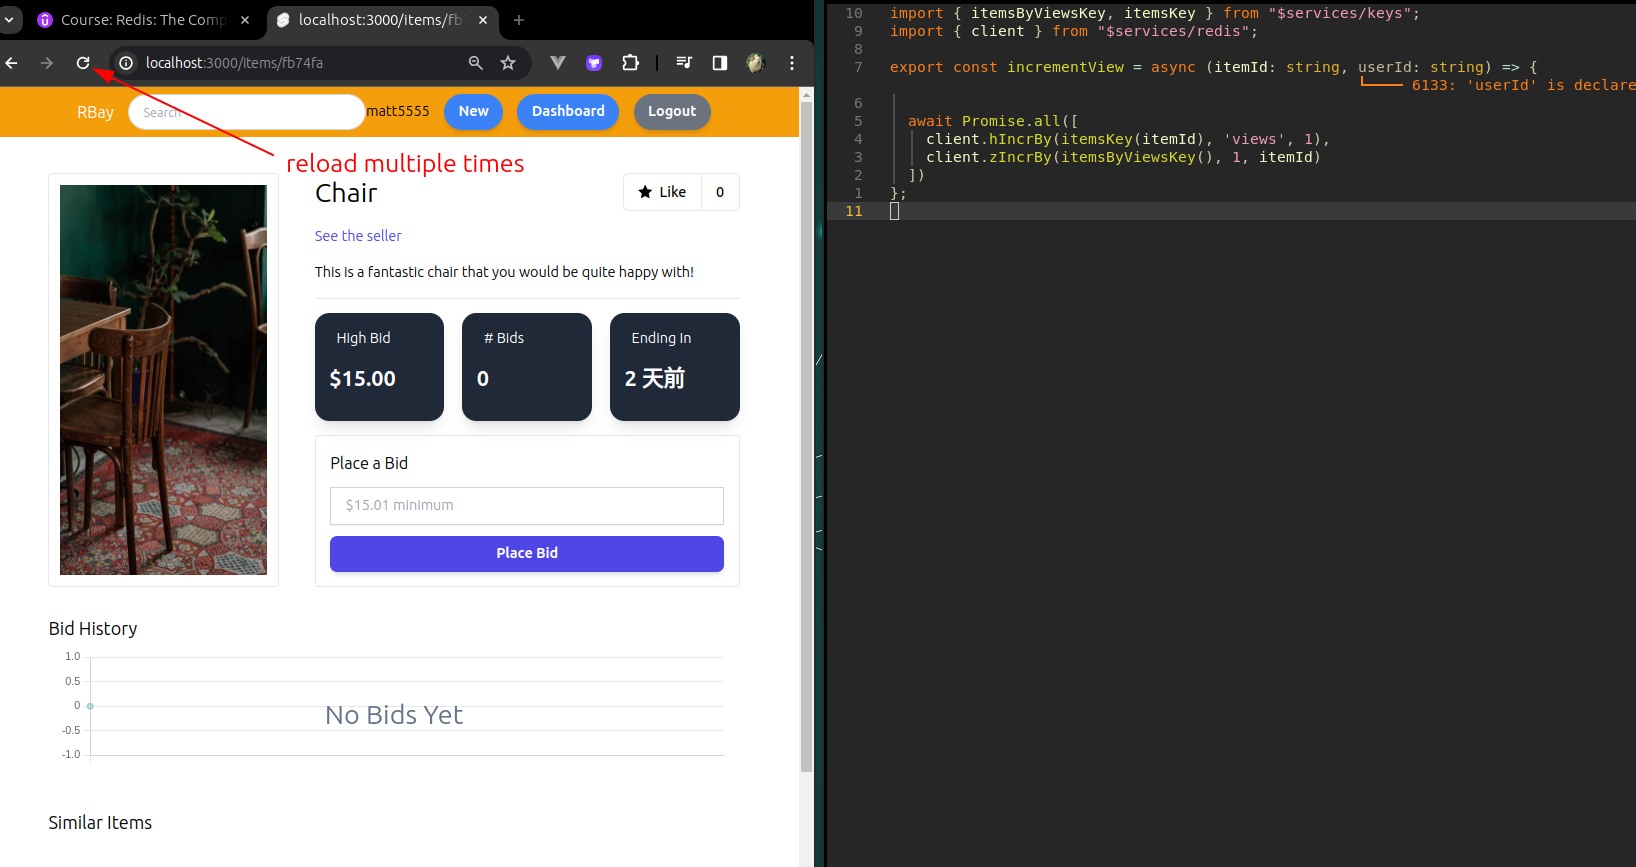 Course: Redis: The Comp
localhost:3000/items/fb7
localhost:3000/items/fb74fa
RBay
Search
matt5555
New
Dashboard
Logout
reload multiple times
Chair
Like
0
See the seller
This is a fantastic chair that you would be quite happy with!
High Bid
$15.00
# Bids
0
Ending In
2 天前
Place a Bid
$15.01 minimum
Place Bid
Bid History
1.0
0.5
0
-0.5
-1.0
No Bids Yet
Similar Items
10 import { itemsByViewsKey, itemsKey } from "$services/keys";
9 import { client } from "$services/redis";
8
7 export const incrementView = async (itemId: string, userId: string) => {
6133: 'userId' is declare
6
5 await Promise.all([
4 client.hIncrBy(itemsKey(itemId), 'views', 1),
3 client.zIncrBy(itemsByViewsKey(), 1, itemId)
2 ])
1 };
11